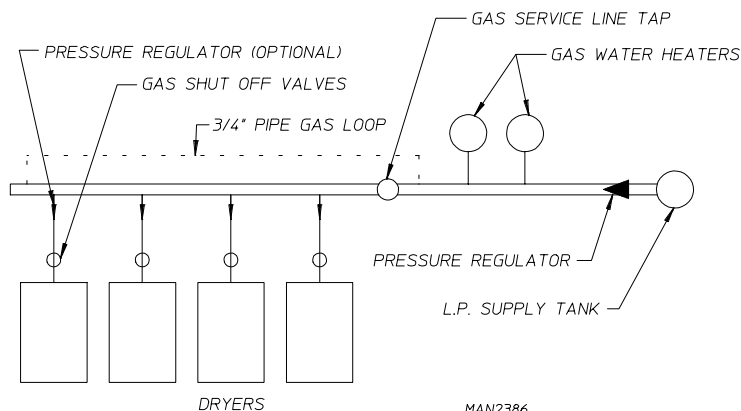 GAS SERVICE LINE TAP
PRESSURE REGULATOR (OPTIONAL)
GAS WATER HEATERS
GAS SHUT OFF VALVES
3/4" PIPE GAS LOOP
PRESSURE REGULATOR
L.P. SUPPLY TANK
DRYERS
MAN2386